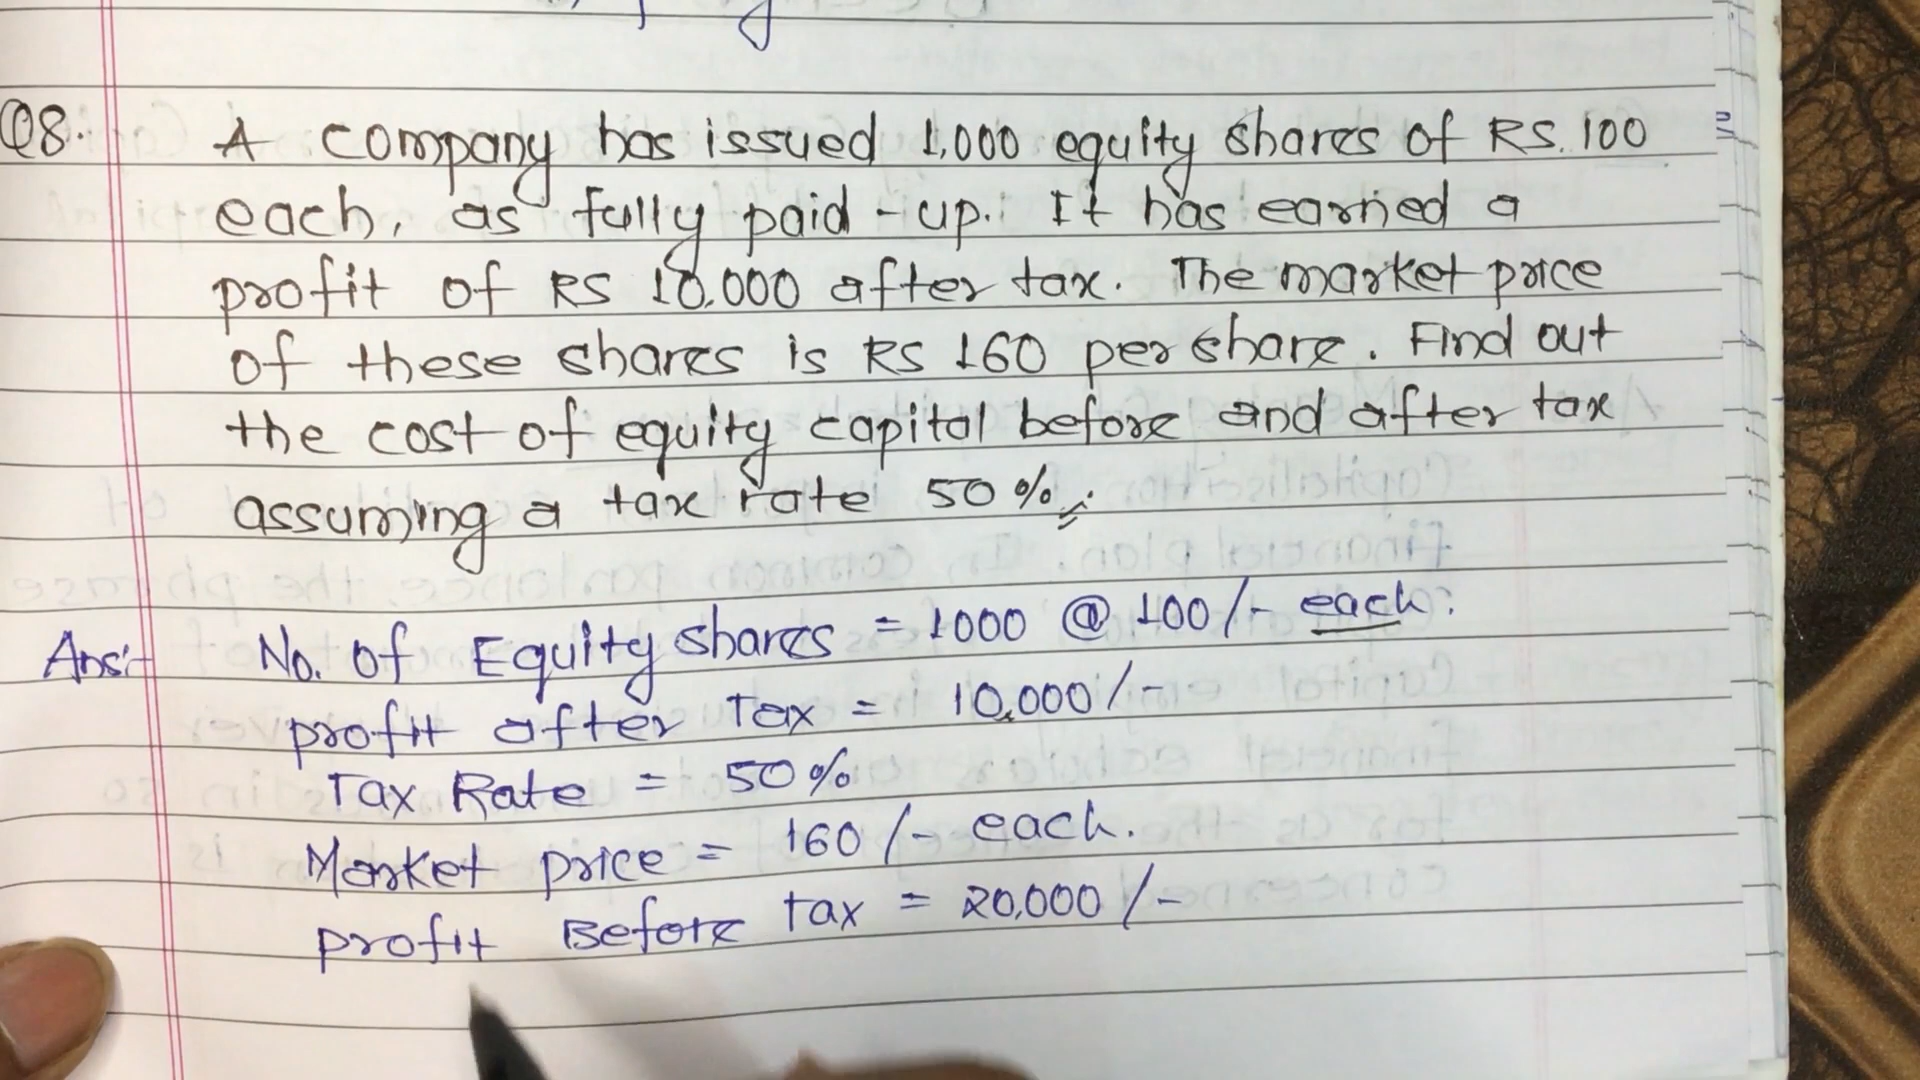 Q8. A company has issued 1,000 equity shares of RS. 100
each, as fully paid-up. It has earned a
profit of RS 10,000 after tax. The market price
of these shares is RS 160 per share. Find out
the cost of equity capital before and after tax
assuming a tax rate 50%.
Ans:- No. of Equity shares = 1000 @ 100/- each.
profit after Tax = 10,000/-
Tax Rate = 50%
Market price = 160/- each.
profit Before tax = 20,000/-